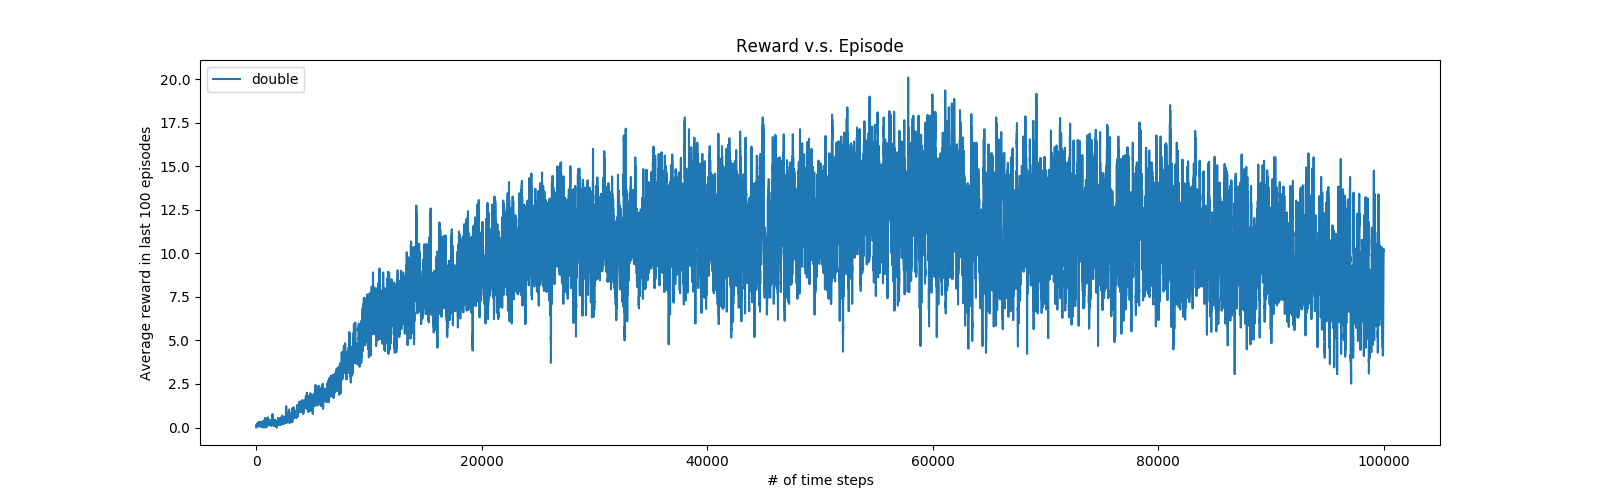 Reward v.s. Episode
double
Average reward in last 100 episodes
20.0
17.5
15.0
12.5
10.0
7.5
5.0
2.5
0.0
0 20000 40000 60000 80000 100000
# of time steps